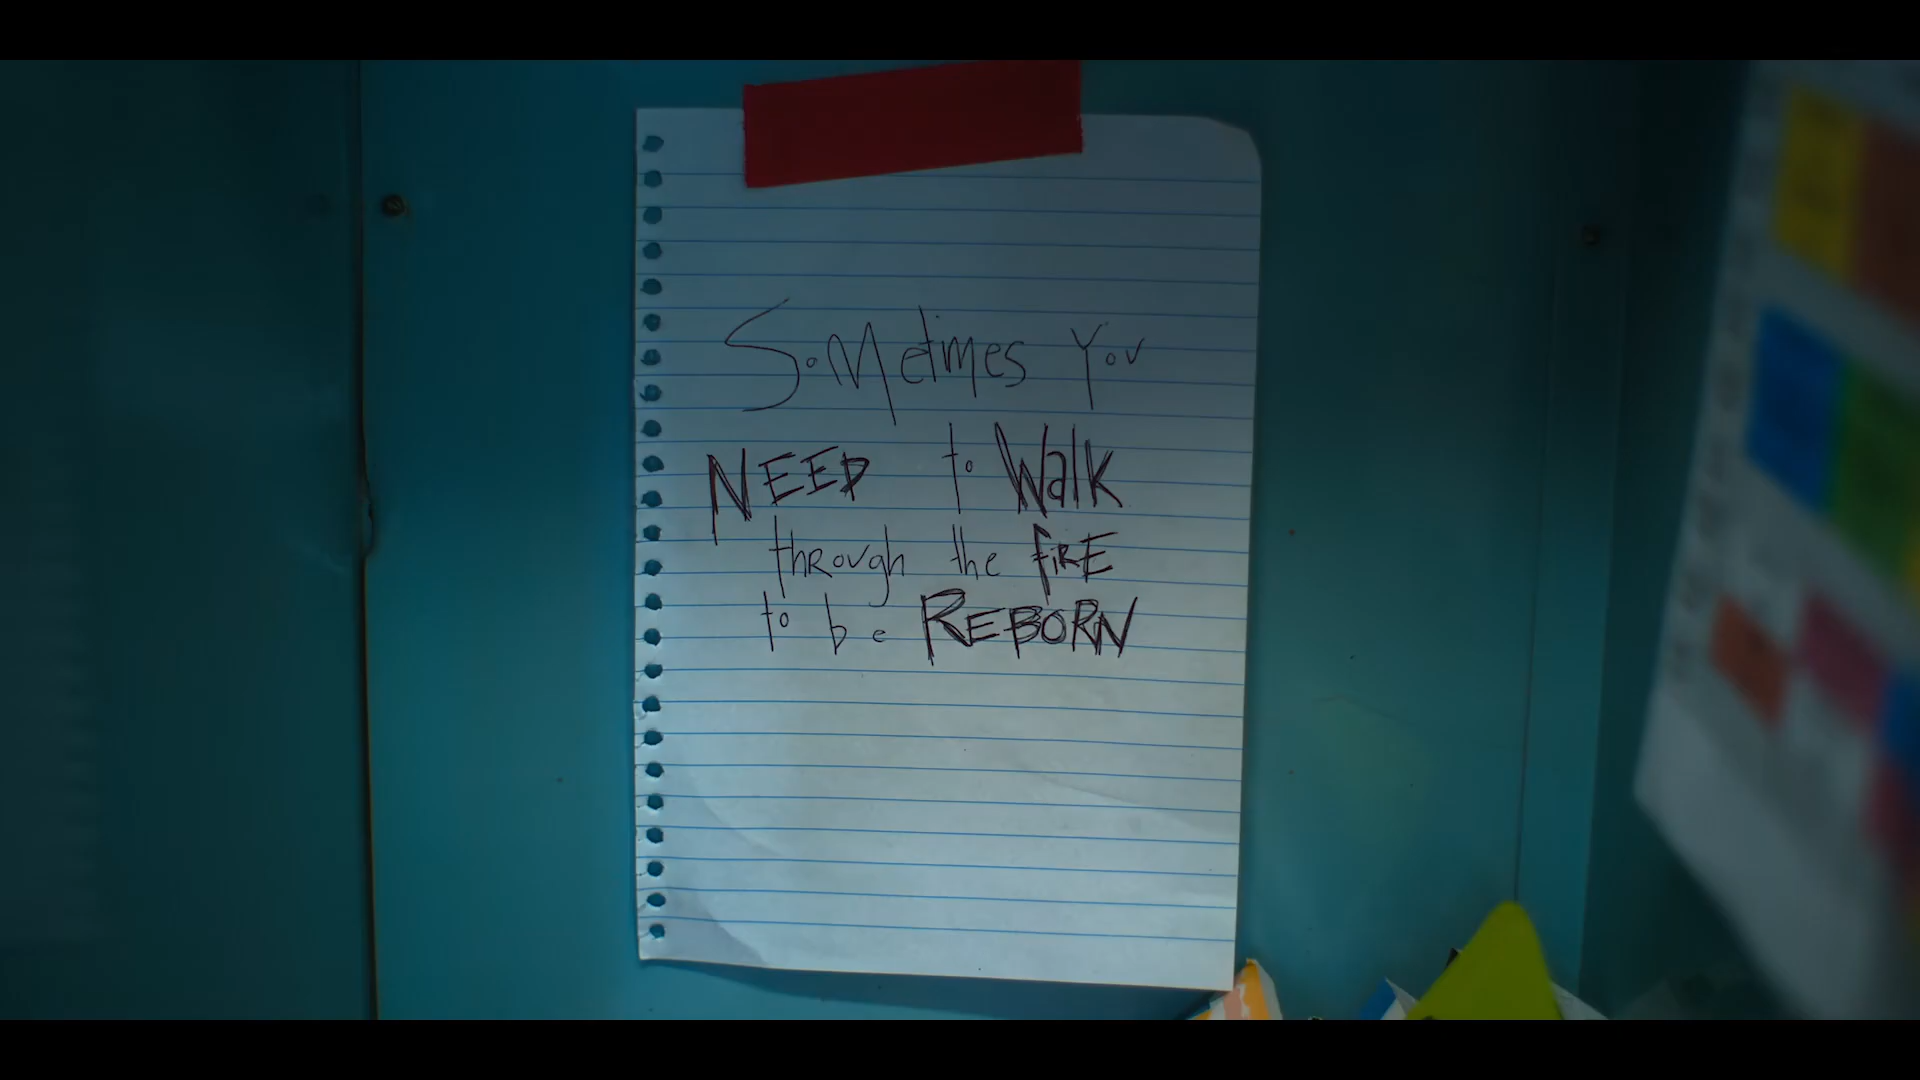 SoMetimes You
NEED to Walk
thRough the fiRE
to be REBORN